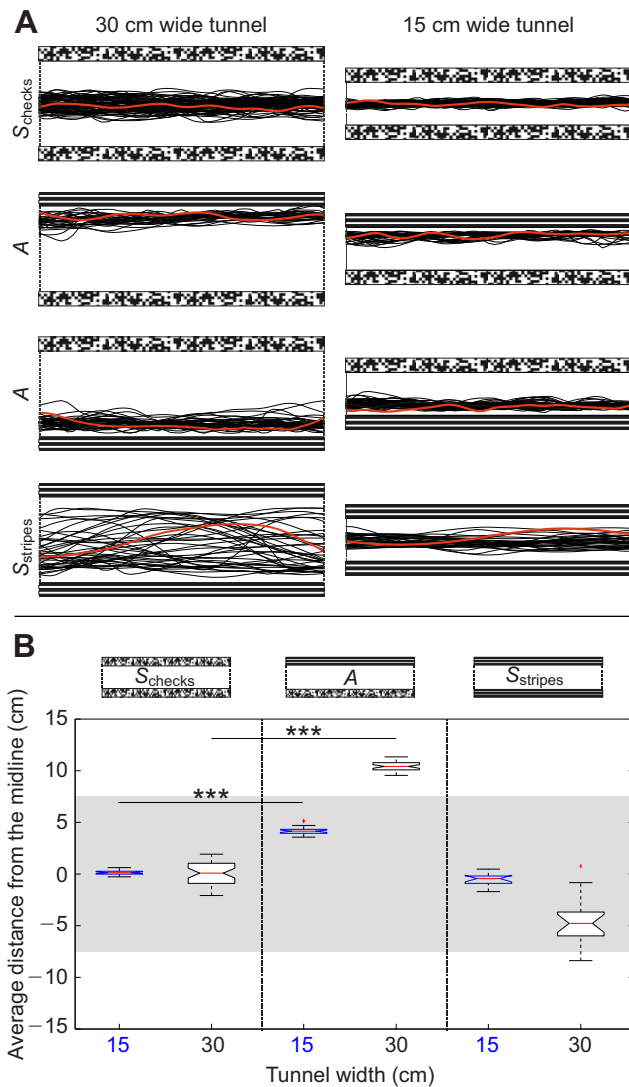 A
30 cm wide tunnel
15 cm wide tunnel
Schecks
A
A
Sstripes
B
Schecks
A
Sstripes
Average distance from the midline (cm)
15
10
5
0
−5
−10
−15
***
***
15
30
15
30
15
30
Tunnel width (cm)